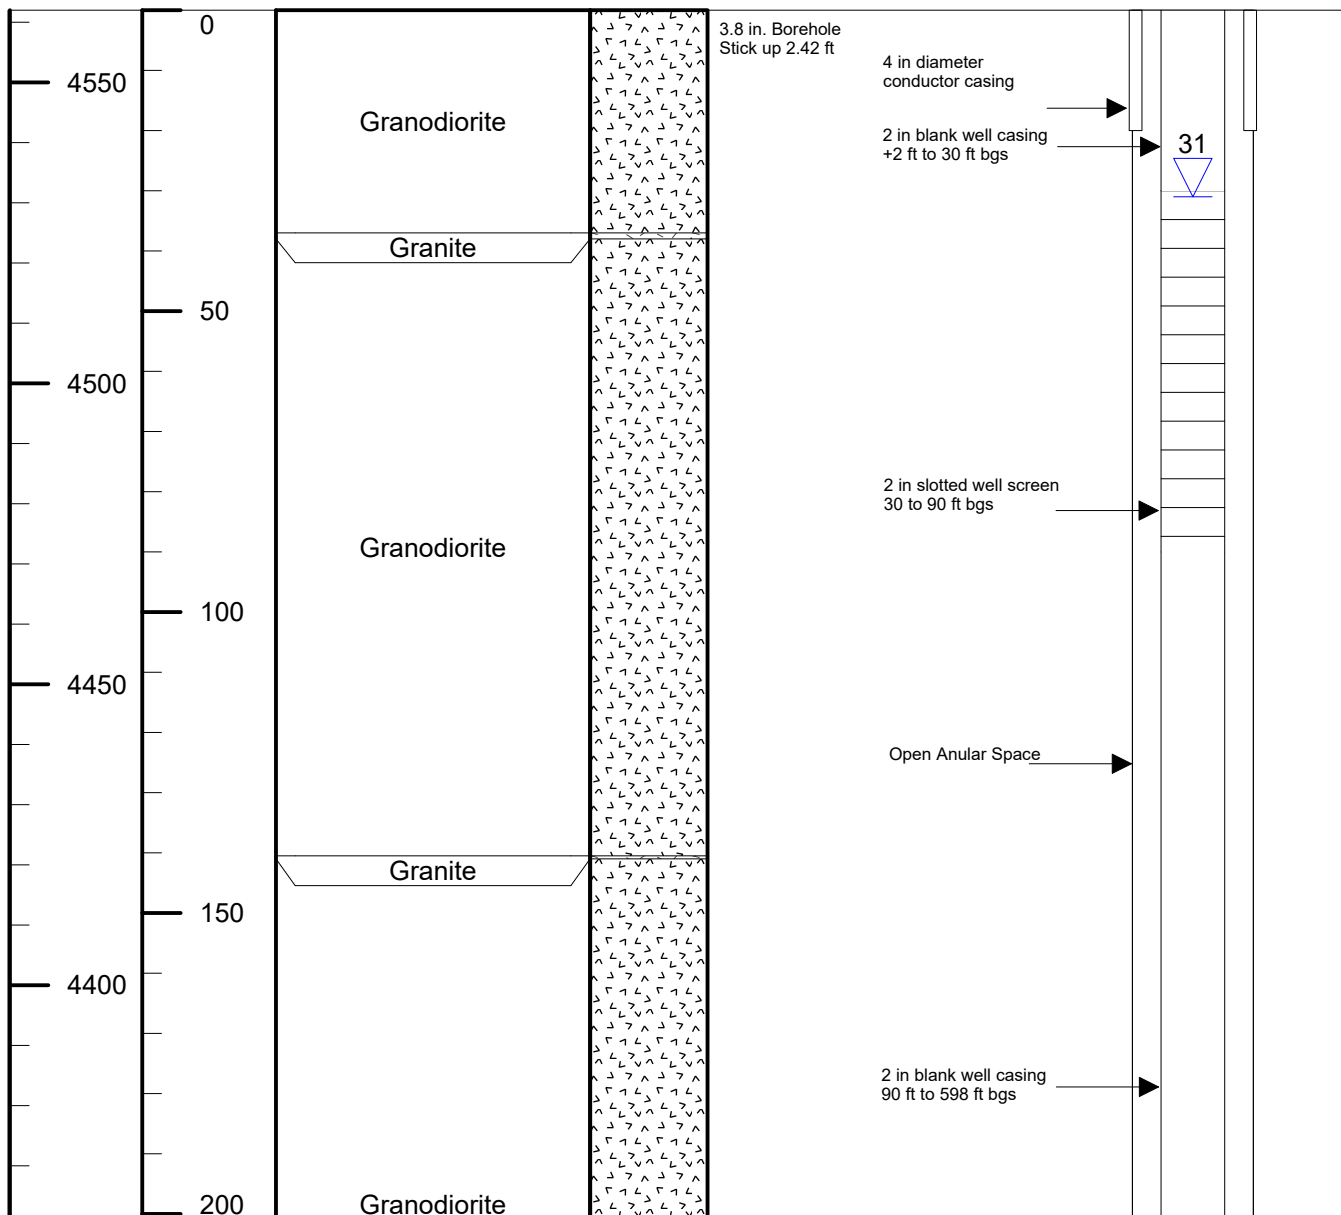 0
3.8 in. Borehole
Stick up 2.42 ft
4 in diameter
conductor casing
4550
Granodiorite
2 in blank well casing
+2 ft to 30 ft bgs
31
Granite
50
4500
2 in slotted well screen
30 to 90 ft bgs
Granodiorite
100
4450
Open Anular Space
Granite
150
4400
2 in blank well casing
90 ft to 598 ft bgs
200
Granodiorite